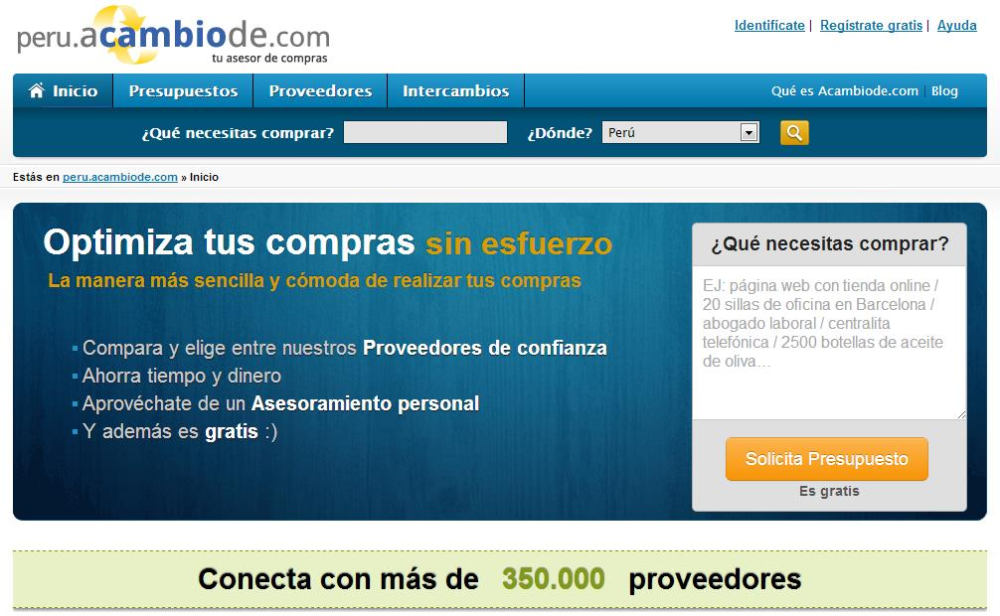 peru.acambiode.com
tu asesor de compras
Identifícate | Regístrate gratis | Ayuda
Inicio Presupuestos Proveedores Intercambios Qué es Acambiode.com | Blog
¿Qué necesitas comprar? ¿Dónde? Perú
Estás en peru.acambiode.com » Inicio
Optimiza tus compras sin esfuerzo
La manera más sencilla y cómoda de realizar tus compras
Compara y elige entre nuestros Proveedores de confianza
Ahorra tiempo y dinero
Aprovéchate de un Asesoramiento personal
Y además es gratis :)
¿Qué necesitas comprar?
EJ: página web con tienda online /
20 sillas de oficina en Barcelona /
abogado laboral / centralita
telefónica / 2500 botellas de aceite
de oliva...
Solicita Presupuesto
Es gratis
Conecta con más de 350.000 proveedores